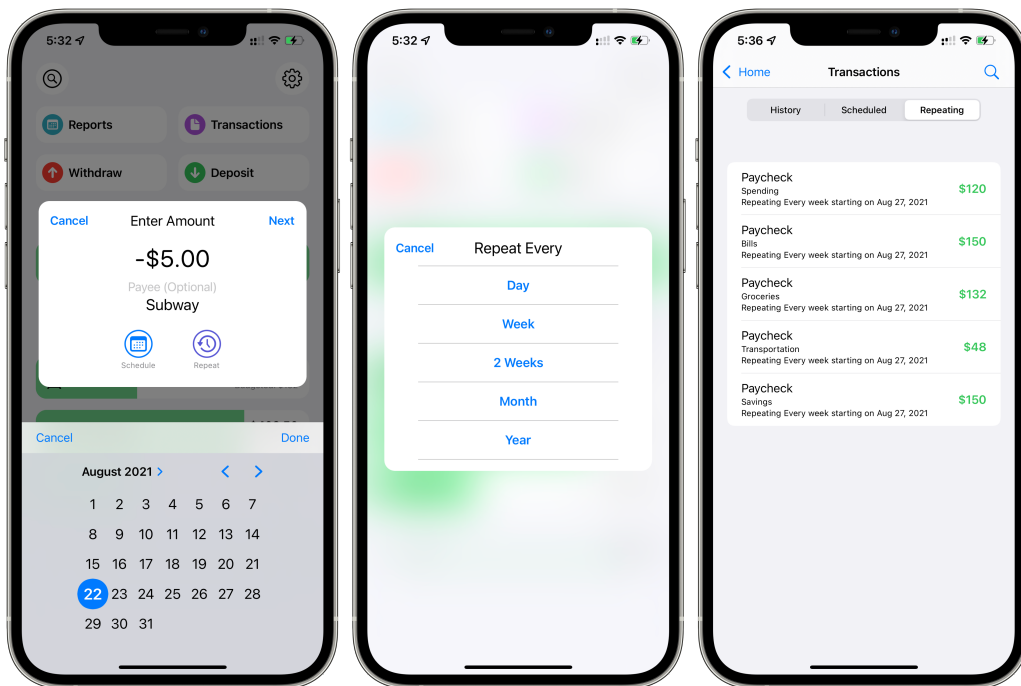 5:32
Reports
Transactions
Withdraw
Deposit
Cancel Enter Amount Next
-$5.00
Payee (Optional)
Subway
Schedule Repeat
Cancel Done
August 2021
1 2 3 4 5 6 7
8 9 10 11 12 13 14
15 16 17 18 19 20 21
22 23 24 25 26 27 28
29 30 31
5:32
Cancel Repeat Every
Day
Week
2 Weeks
Month
Year
5:36
Home Transactions
History Scheduled Repeating
Paycheck
Spending
Repeating Every week starting on Aug 27, 2021
$120
Paycheck
Bills
Repeating Every week starting on Aug 27, 2021
$150
Paycheck
Groceries
Repeating Every week starting on Aug 27, 2021
$132
Paycheck
Transportation
Repeating Every week starting on Aug 27, 2021
$48
Paycheck
Savings
Repeating Every week starting on Aug 27, 2021
$150